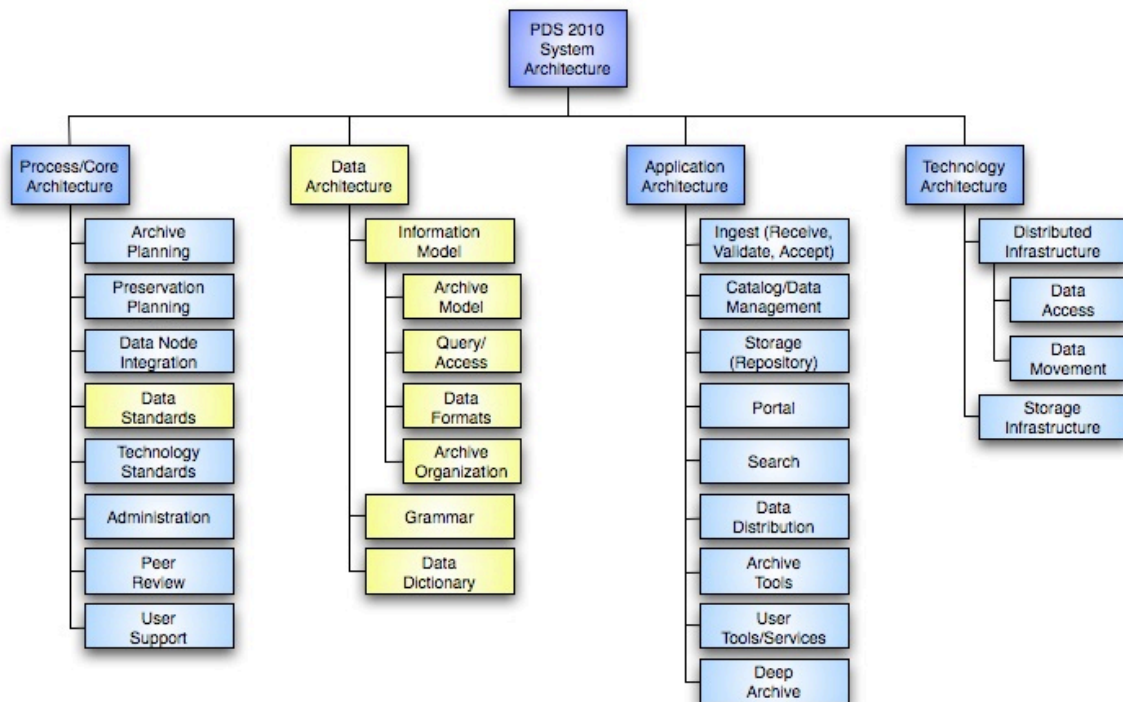 PDS 2010
System
Architecture
Process/Core
Architecture
Archive
Planning
Preservation
Planning
Data Node
Integration
Data
Standards
Technology
Standards
Administration
Peer
Review
User
Support
Data
Architecture
Information
Model
Archive
Model
Query/
Access
Data
Formats
Archive
Organization
Grammar
Data
Dictionary
Application
Architecture
Ingest (Receive,
Validate, Accept)
Catalog/Data
Management
Storage
(Repository)
Portal
Search
Data
Distribution
Archive
Tools
User
Tools/Services
Deep
Archive
Technology
Architecture
Distributed
Infrastructure
Data
Access
Data
Movement
Storage
Infrastructure